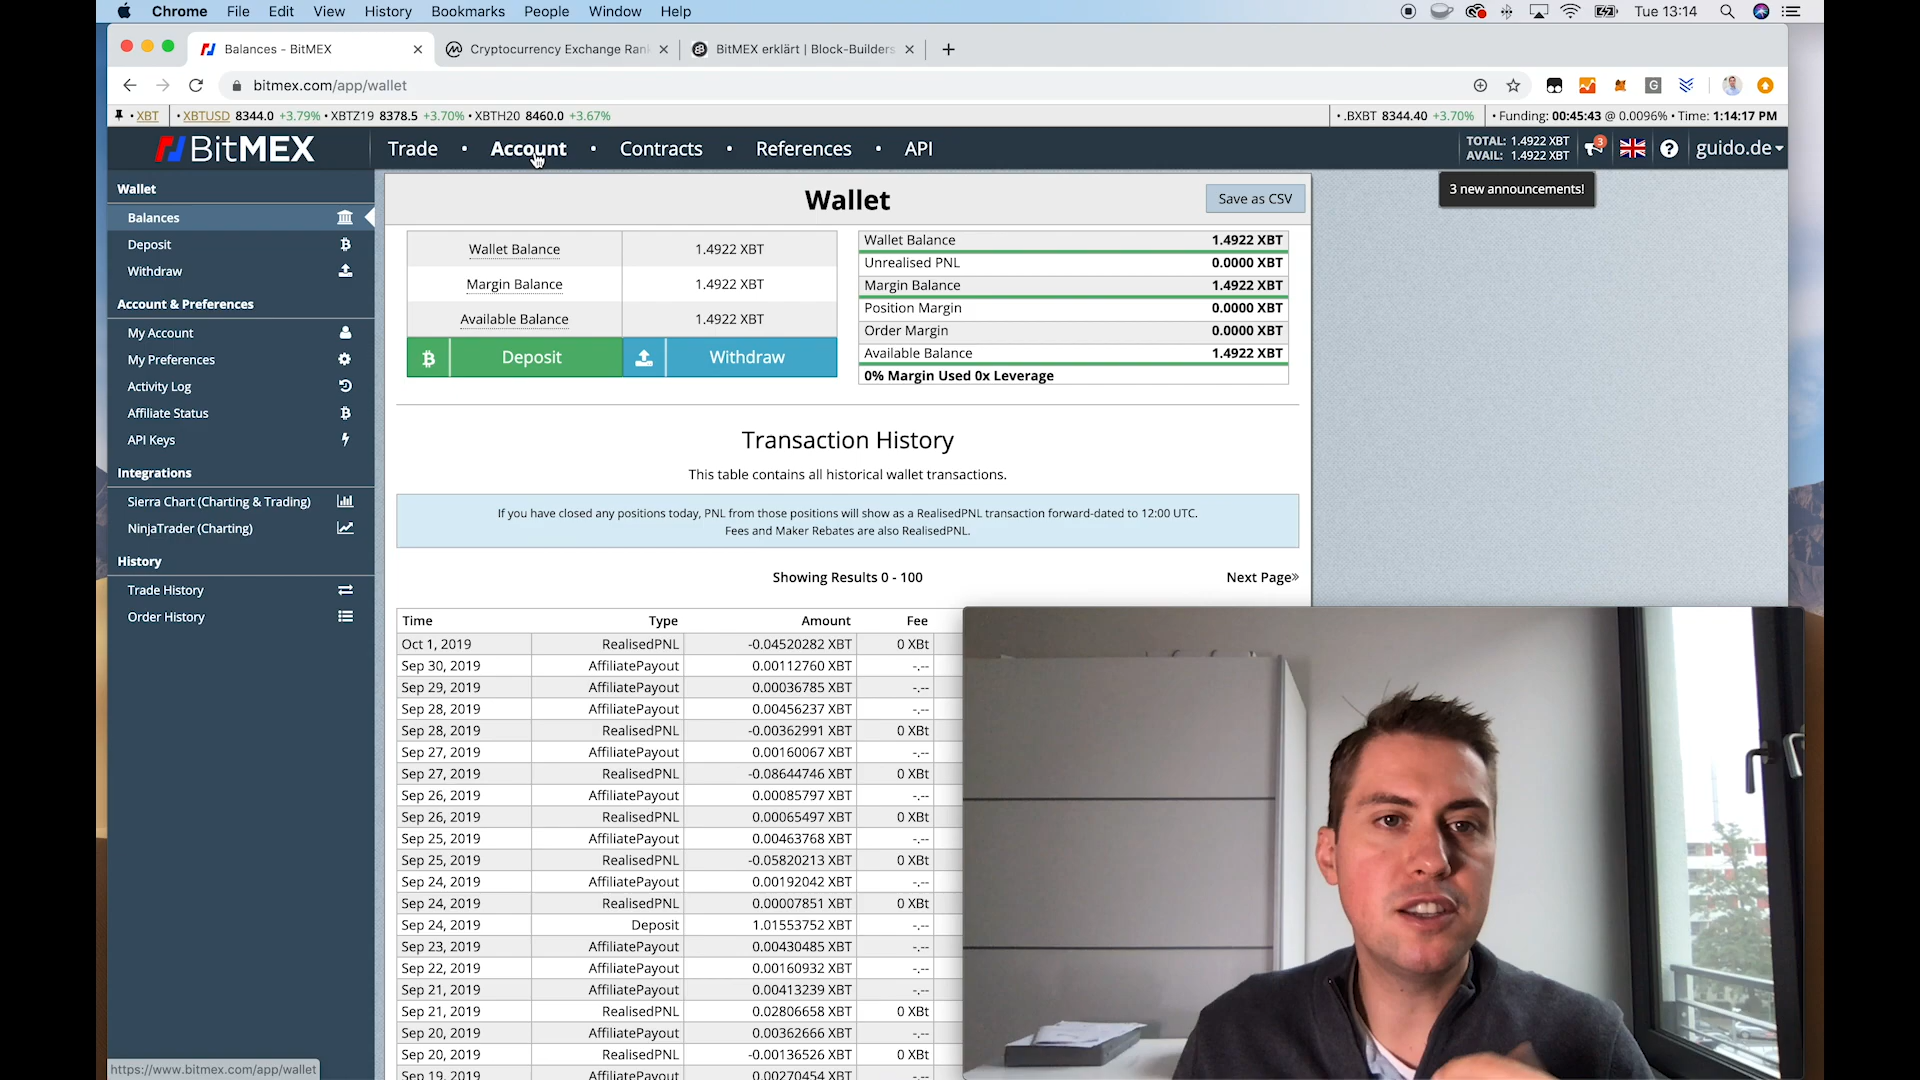 Chrome File Edit View History Bookmarks People Window Help Tue 13:14
Balances - BitMEX
Cryptocurrency Exchange Ran
BitMEX erklärt | Block-Builders
bitmex.com/app/wallet
XBT • XBTUSD 8344.0 +3.79% • XBTZ19 8378.5 +3.70% • XBTH20 8460.0 +3.67%
• .BXBT 8344.40 +3.70% • Funding: 00:45:43 @ 0.0096% • Time: 1:14:17 PM
BitMEX
Trade • Account • Contracts • References • API
TOTAL: 1.4922 XBT
AVAIL: 1.4922 XBT
3
guido.de
3 new announcements!
Wallet
Balances
Deposit
Withdraw
Account & Preferences
My Account
My Preferences
Activity Log
Affiliate Status
API Keys
Integrations
Sierra Chart (Charting & Trading)
NinjaTrader (Charting)
History
Trade History
Order History
Wallet
Save as CSV
Wallet Balance 1.4922 XBT
Margin Balance 1.4922 XBT
Available Balance 1.4922 XBT
Deposit
Withdraw
Wallet Balance 1.4922 XBT
Unrealised PNL 0.0000 XBT
Margin Balance 1.4922 XBT
Position Margin 0.0000 XBT
Order Margin 0.0000 XBT
Available Balance 1.4922 XBT
0% Margin Used 0x Leverage
Transaction History
This table contains all historical wallet transactions.
If you have closed any positions today, PNL from those positions will show as a RealisedPNL transaction forward-dated to 12:00 UTC.
Fees and Maker Rebates are also RealisedPNL.
Showing Results 0 - 100
Next Page»
Time Type Amount Fee
Oct 1, 2019 RealisedPNL -0.04520282 XBT 0 XBt
Sep 30, 2019 AffiliatePayout 0.00112760 XBT -.--
Sep 29, 2019 AffiliatePayout 0.00036785 XBT -.--
Sep 28, 2019 AffiliatePayout 0.00456237 XBT -.--
Sep 28, 2019 RealisedPNL -0.00362991 XBT 0 XBt
Sep 27, 2019 AffiliatePayout 0.00160067 XBT -.--
Sep 27, 2019 RealisedPNL -0.08644746 XBT 0 XBt
Sep 26, 2019 AffiliatePayout 0.00085797 XBT -.--
Sep 26, 2019 RealisedPNL 0.00065497 XBT 0 XBt
Sep 25, 2019 AffiliatePayout 0.00463768 XBT -.--
Sep 25, 2019 RealisedPNL -0.05820213 XBT 0 XBt
Sep 24, 2019 AffiliatePayout 0.00192042 XBT -.--
Sep 24, 2019 RealisedPNL 0.00007851 XBT 0 XBt
Sep 24, 2019 Deposit 1.01553752 XBT -.--
Sep 23, 2019 AffiliatePayout 0.00430485 XBT -.--
Sep 22, 2019 AffiliatePayout 0.00160932 XBT -.--
Sep 21, 2019 AffiliatePayout 0.00413239 XBT -.--
Sep 21, 2019 RealisedPNL 0.02806658 XBT 0 XBt
Sep 20, 2019 AffiliatePayout 0.00362666 XBT -.--
Sep 20, 2019 RealisedPNL -0.00136526 XBT 0 XBt
Sep 19, 2019 AffiliatePayout 0.00270454 XBT -.--
https://www.bitmex.com/app/wallet